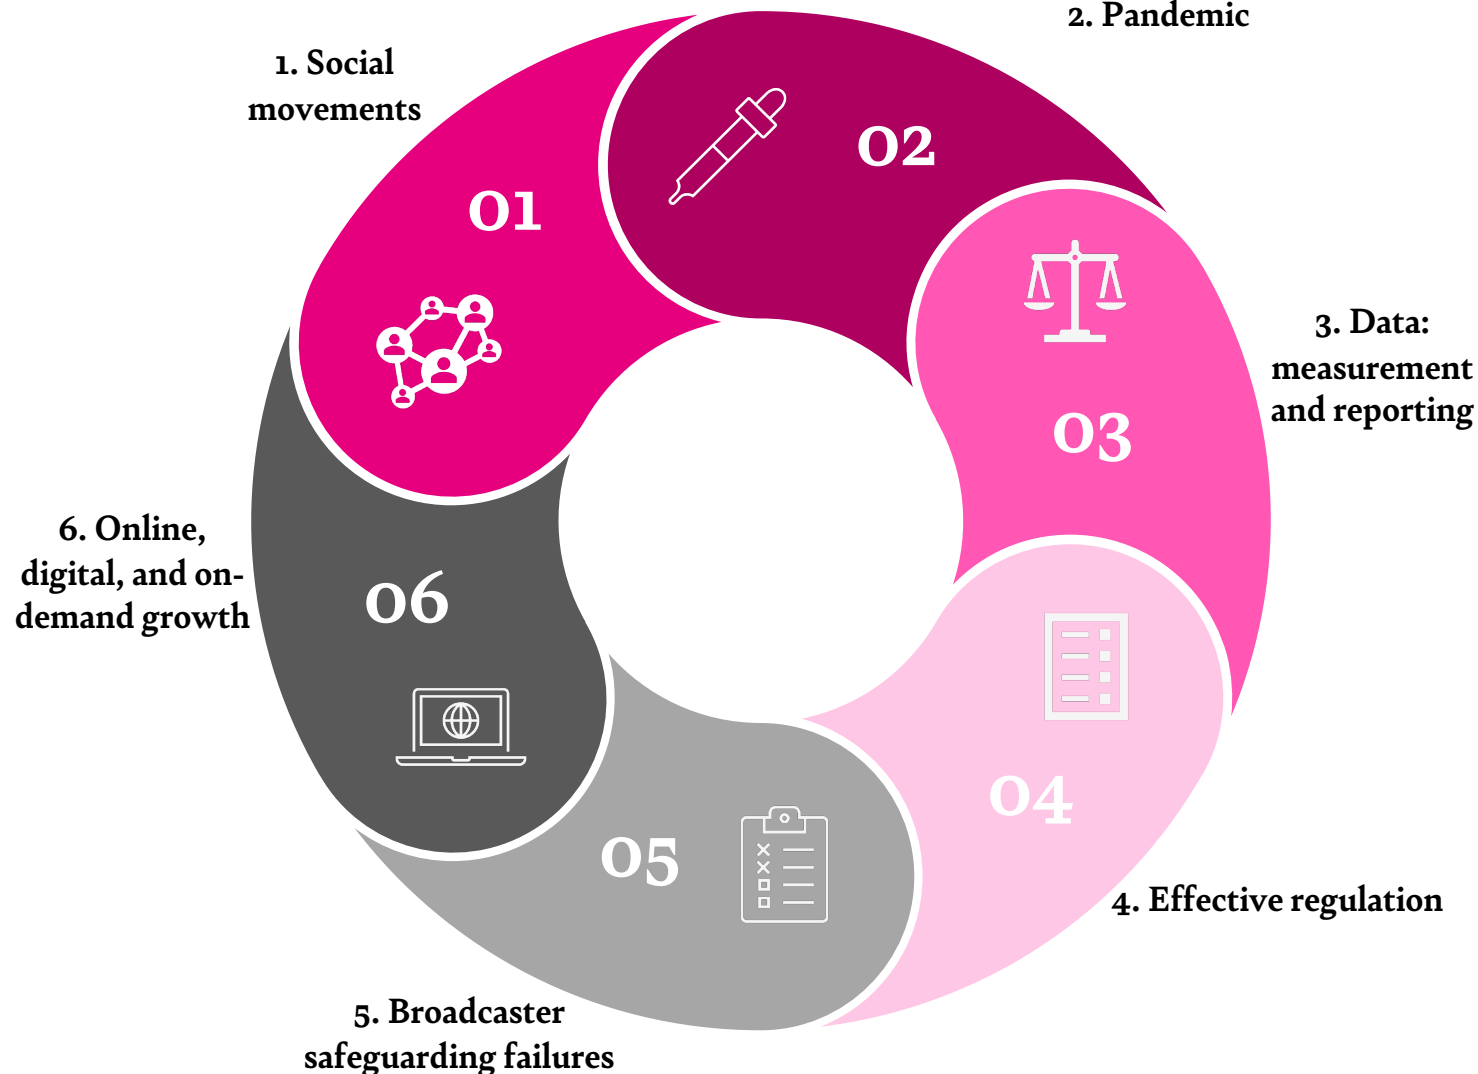 2. Pandemic
1. Social
movements
02
01
3. Data:
measurement
and reporting
03
6. Online,
digital, and on-
demand growth
06
04
05
4. Effective regulation
5. Broadcaster
safeguarding failures